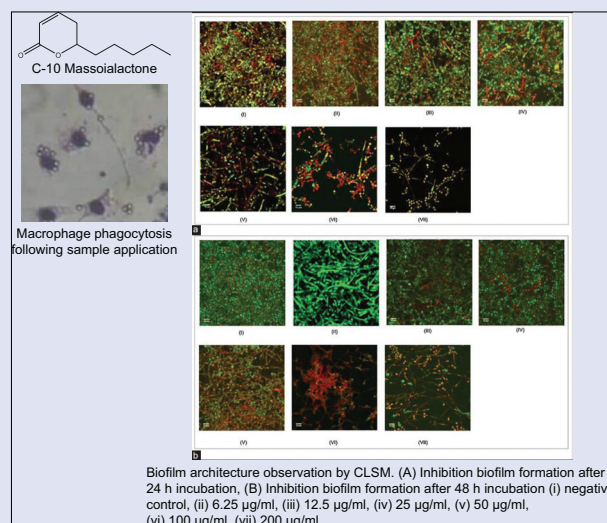 O
O
C-10 Massoialactone
Macrophage phagocytosis
following sample application
(I)
(II)
(III)
(IV)
(V)
(VI)
(VII)
a
(I)
(II)
(III)
(IV)
(V)
(VI)
(VII)
b
Biofilm architecture observation by CLSM. (A) Inhibition biofilm formation after
24 h incubation, (B) Inhibition biofilm formation after 48 h incubation (i) negative
control, (ii) 6.25 µg/ml, (iii) 12.5 µg/ml, (iv) 25 µg/ml, (v) 50 µg/ml,
(vi) 100 µg/ml, (vii) 200 µg/ml